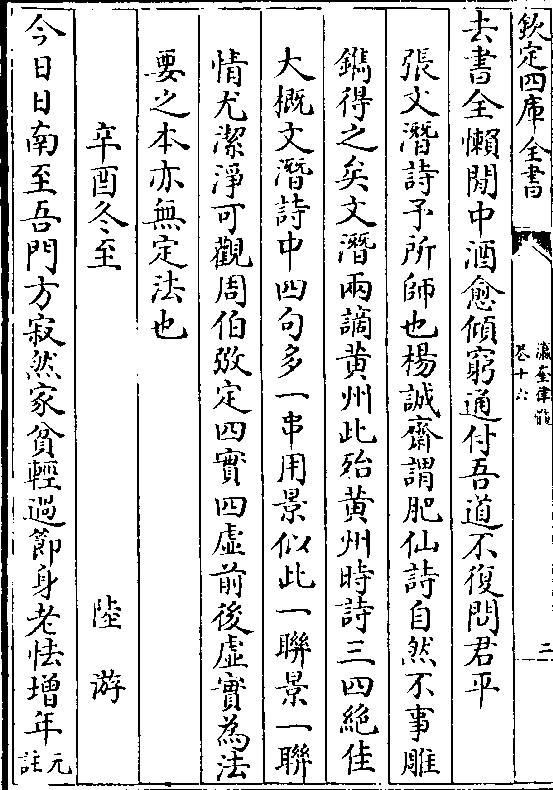 欽定四庫全書
瀛奎律髓
卷十六
三
去書全懶閒中酒愈傾窮通付吾道不復問君平
張文潛詩予所師也楊誠齋謂肥仙詩自然不事雕
鐫得之矣文潛兩謫黄州此殆黄州時詩三四絶佳
大概文潛詩中四句多一串用景似此一聯景一聯
情尤潔淨可觀周伯弜定四實四虚前後虚實為法
要之本亦無定法也
辛酉冬至
陸游
今日日南至吾門方寂然家貧輕過節身老怯增年元
註